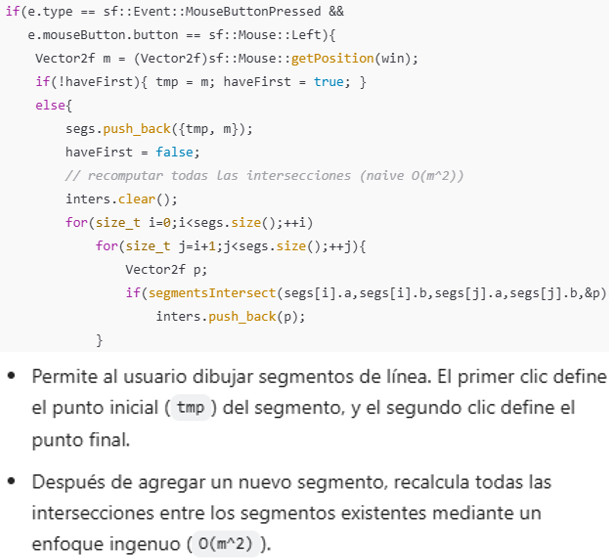 if(e.type == sf::Event::MouseButtonPressed &&
e.mouseButton.button == sf::Mouse::Left){
Vector2f m = (Vector2f)sf::Mouse::getPosition(win);
if(!haveFirst){ tmp = m; haveFirst = true; }
else{
segs.push_back({tmp, m});
haveFirst = false;
// recomputar todas las intersecciones (naive O(m^2))
inters.clear();
for(size_t i=0;i<segs.size();++i)
for(size_t j=i+1;j<segs.size();++j){
Vector2f p;
if(segmentsIntersect(segs[i].a,segs[i].b,segs[j].a,segs[j].b,&p)
inters.push_back(p);
}
• Permite al usuario dibujar segmentos de línea. El primer clic define
el punto inicial ( tmp ) del segmento, y el segundo clic define el
punto final.
• Después de agregar un nuevo segmento, recalcula todas las
intersecciones entre los segmentos existentes mediante un
enfoque ingenuo ( O(m^2) ).